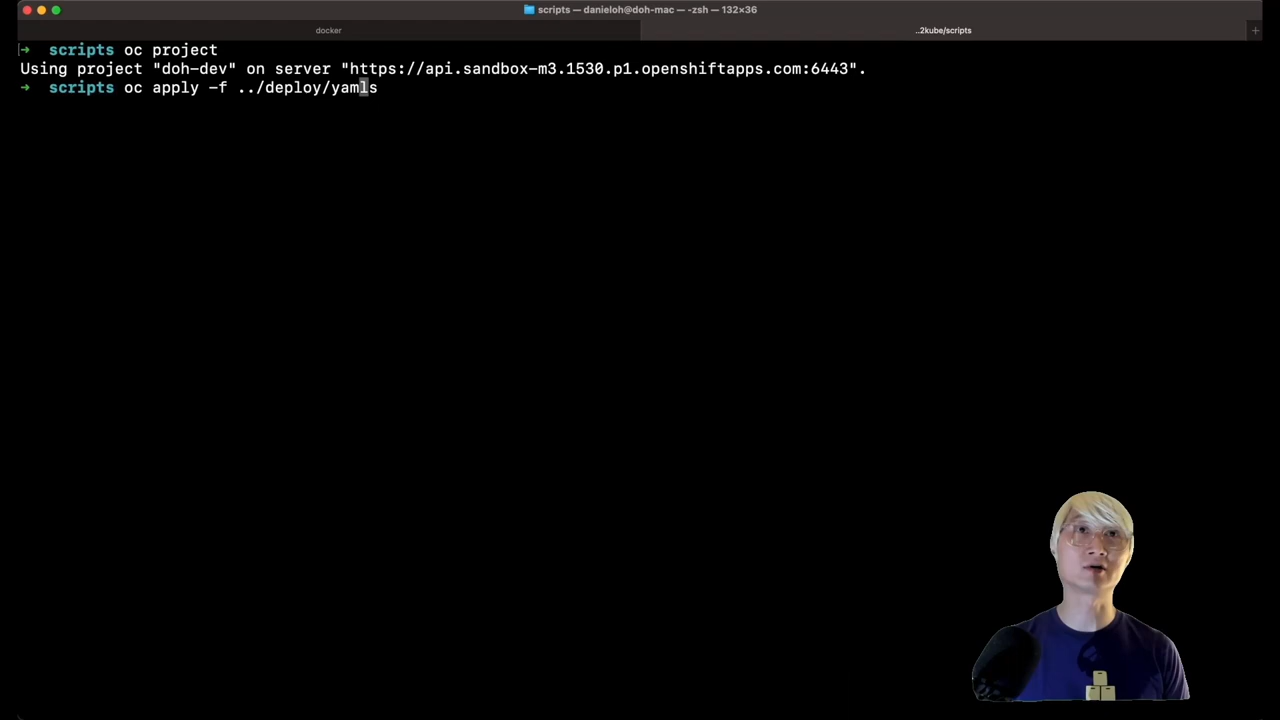 scripts — danieloh@doh-mac — -zsh — 132×36
docker
..2kube/scripts
+
➜ scripts oc project
Using project "doh-dev" on server "https://api.sandbox-m3.1530.p1.openshiftapps.com:6443".
➜ scripts oc apply -f ../deploy/yamls